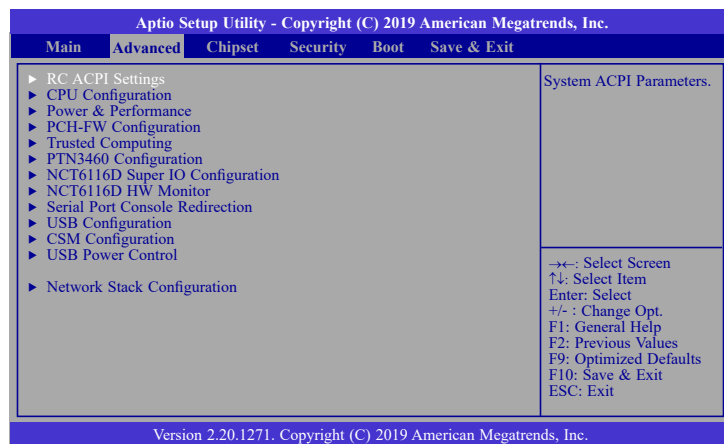 Aptio Setup Utility - Copyright (C) 2019 American Megatrends, Inc.
Main Advanced Chipset Security Boot Save & Exit
► RC ACPI Settings
► CPU Configuration
► Power & Performance
► PCH-FW Configuration
► Trusted Computing
► PTN3460 Configuration
► NCT6116D Super IO Configuration
► NCT6116D HW Monitor
► Serial Port Console Redirection
► USB Configuration
► CSM Configuration
► USB Power Control
► Network Stack Configuration
System ACPI Parameters.
→←: Select Screen
↑↓: Select Item
Enter: Select
+/- : Change Opt.
F1: General Help
F2: Previous Values
F9: Optimized Defaults
F10: Save & Exit
ESC: Exit
Version 2.20.1271. Copyright (C) 2019 American Megatrends, Inc.